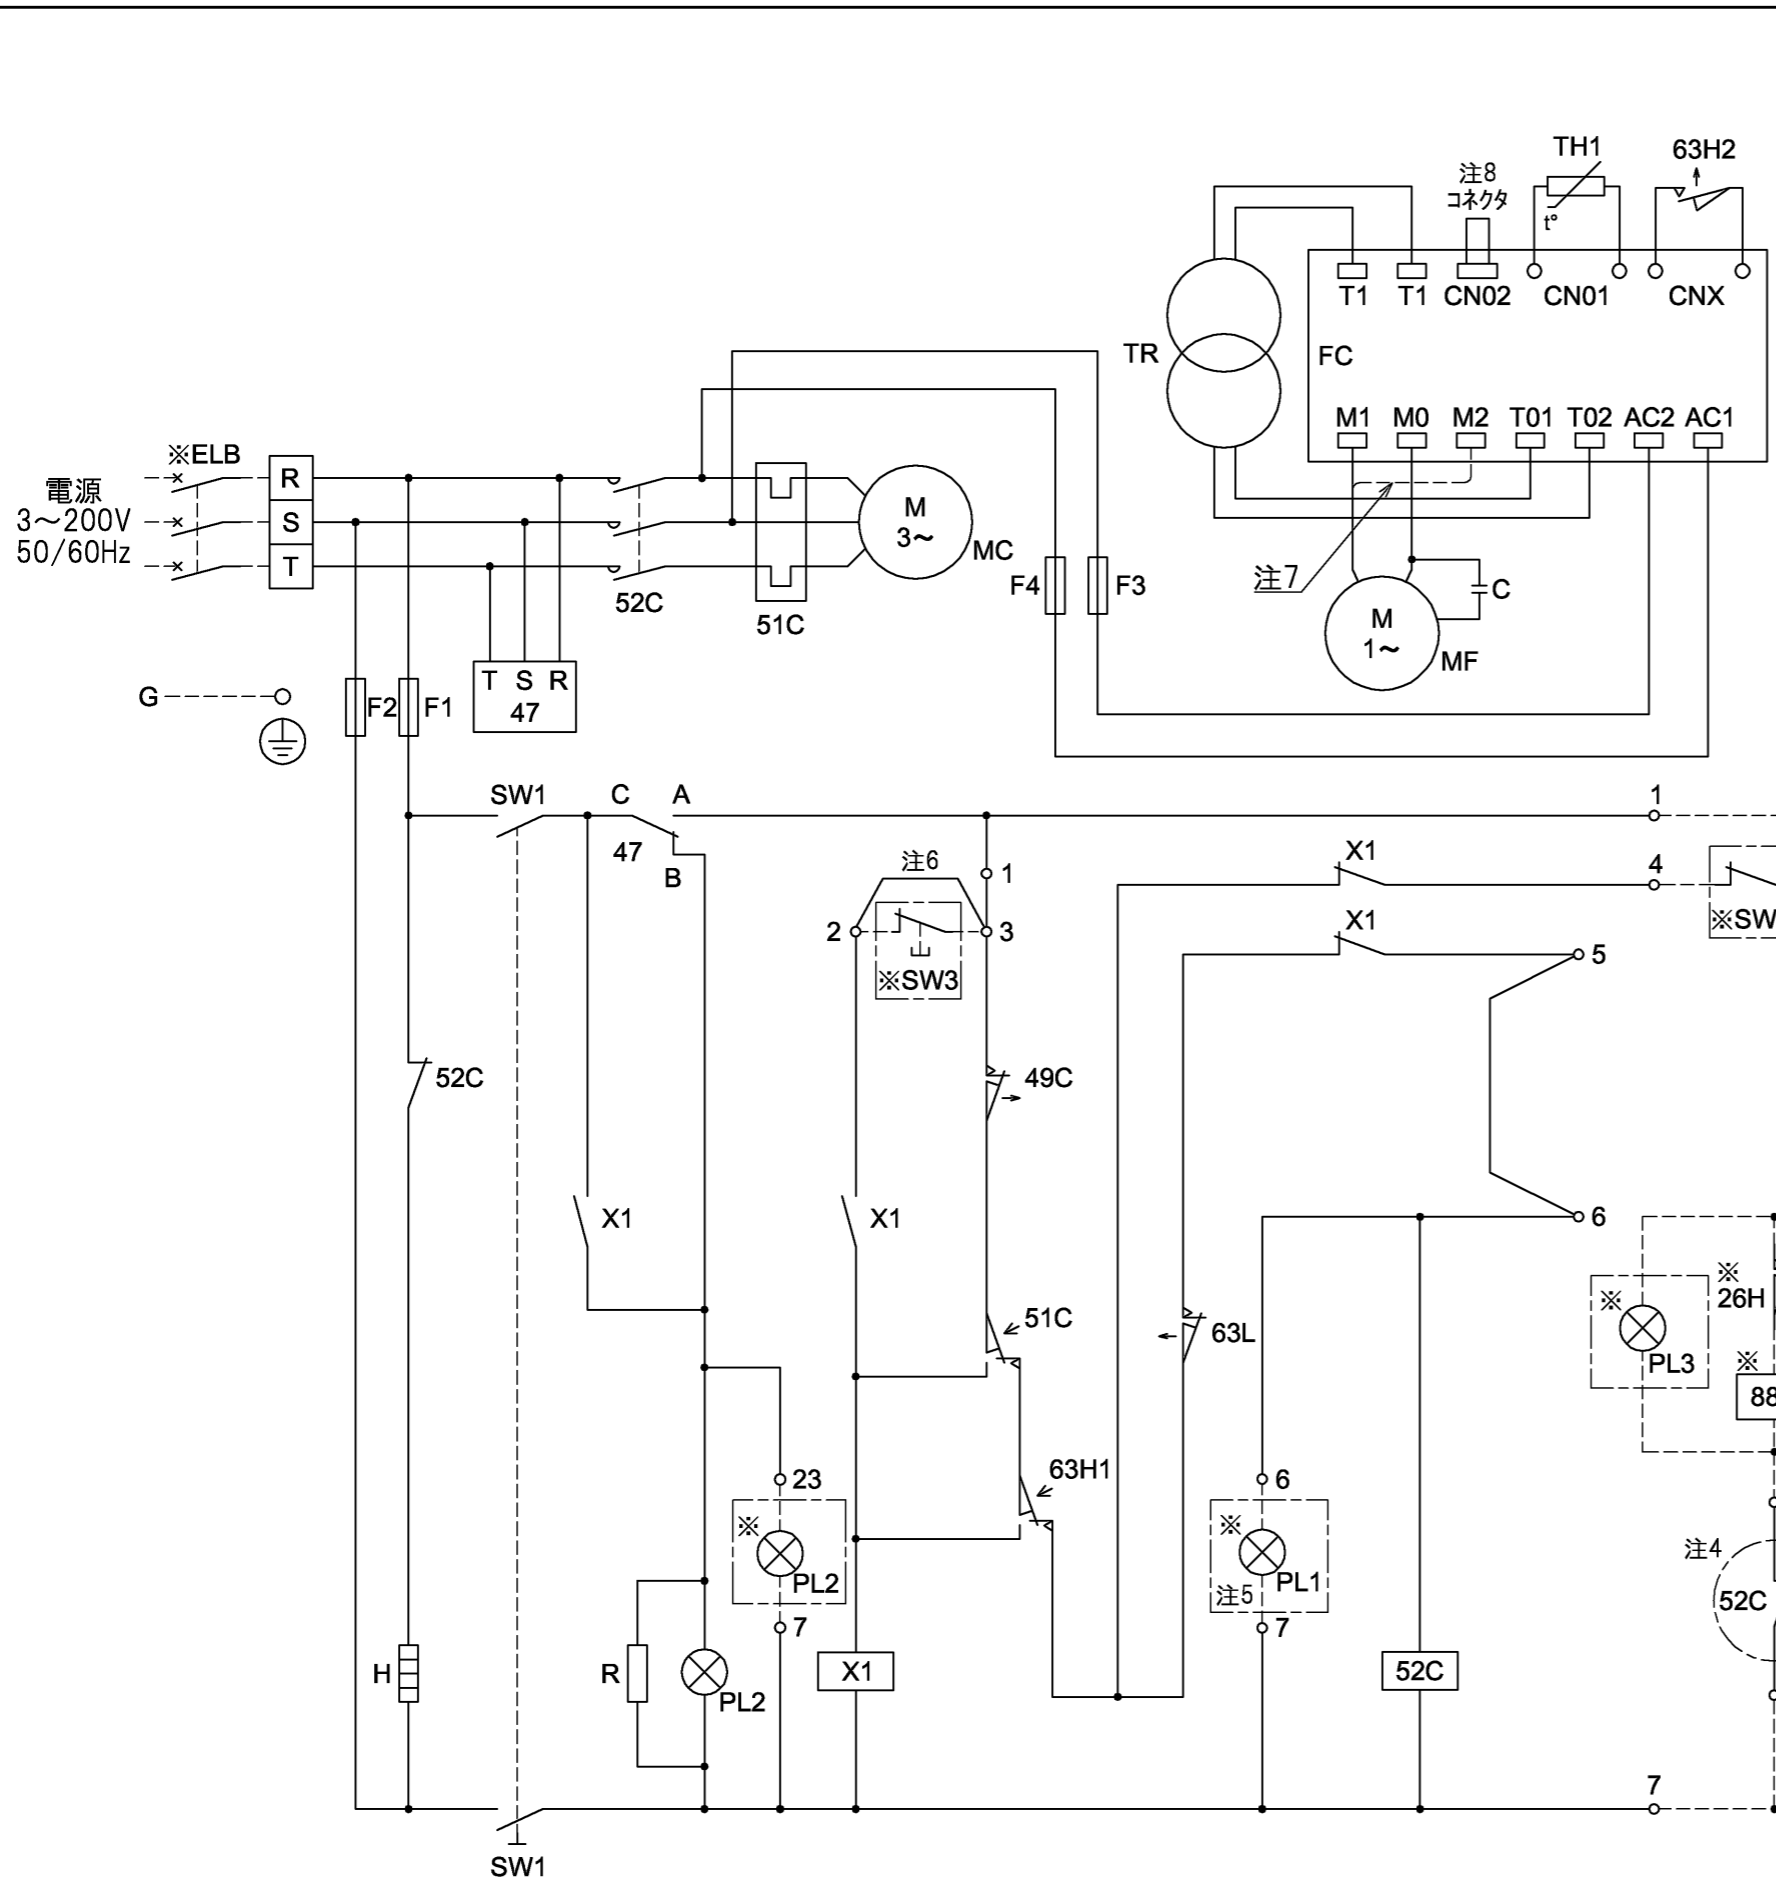 TH1
63H2
注8
コネクタ
t°
T1 T1 CN02 CN01 CNX
TR
FC
M1 M0 M2 T01 T02 AC2 AC1
※ELB
電源
3～200V
50/60Hz
R
S
T
M
3～
MC
52C
51C
F4
F3
注7
C
M
1～
MF
G
F2
F1
T S R
47
SW1
C
A
47
B
1
注6
1
2
3
※SW3
X1
4
※SW
X1
5
52C
49C
X1
X1
6
51C
63L
※
26H
※
PL3
※
88
63H1
23
※
PL2
7
6
※
PL1
注5
7
注4
52C
H
R
PL2
X1
52C
7
SW1